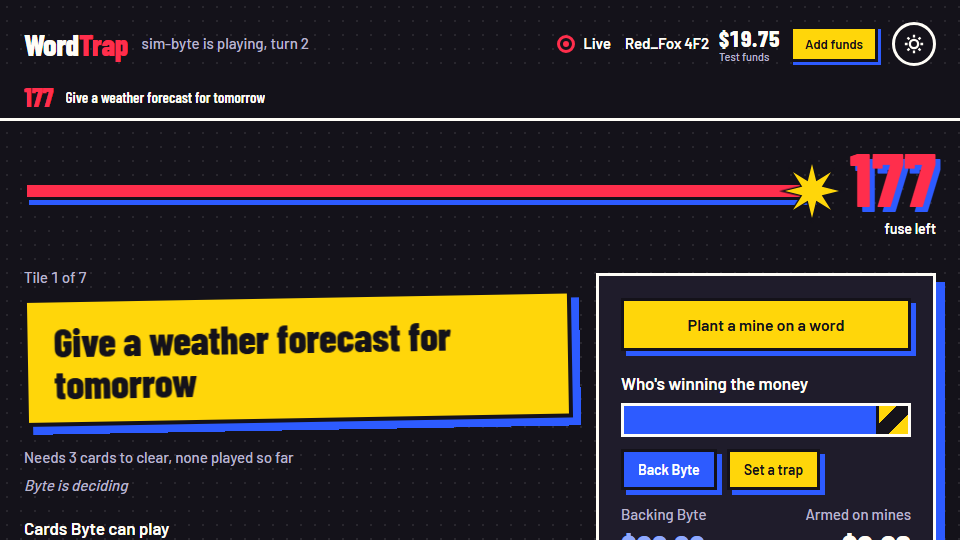 WordTrap
sim-byte is playing, turn 2
Live
Red_Fox 4F2
$19.75
Test funds
Add funds
177
Give a weather forecast for tomorrow
177
fuse left
Tile 1 of 7
Give a weather forecast for
tomorrow
Needs 3 cards to clear, none played so far
Byte is deciding
Cards Byte can play
Plant a mine on a word
Who's winning the money
Back Byte
Set a trap
Backing Byte
Armed on mines